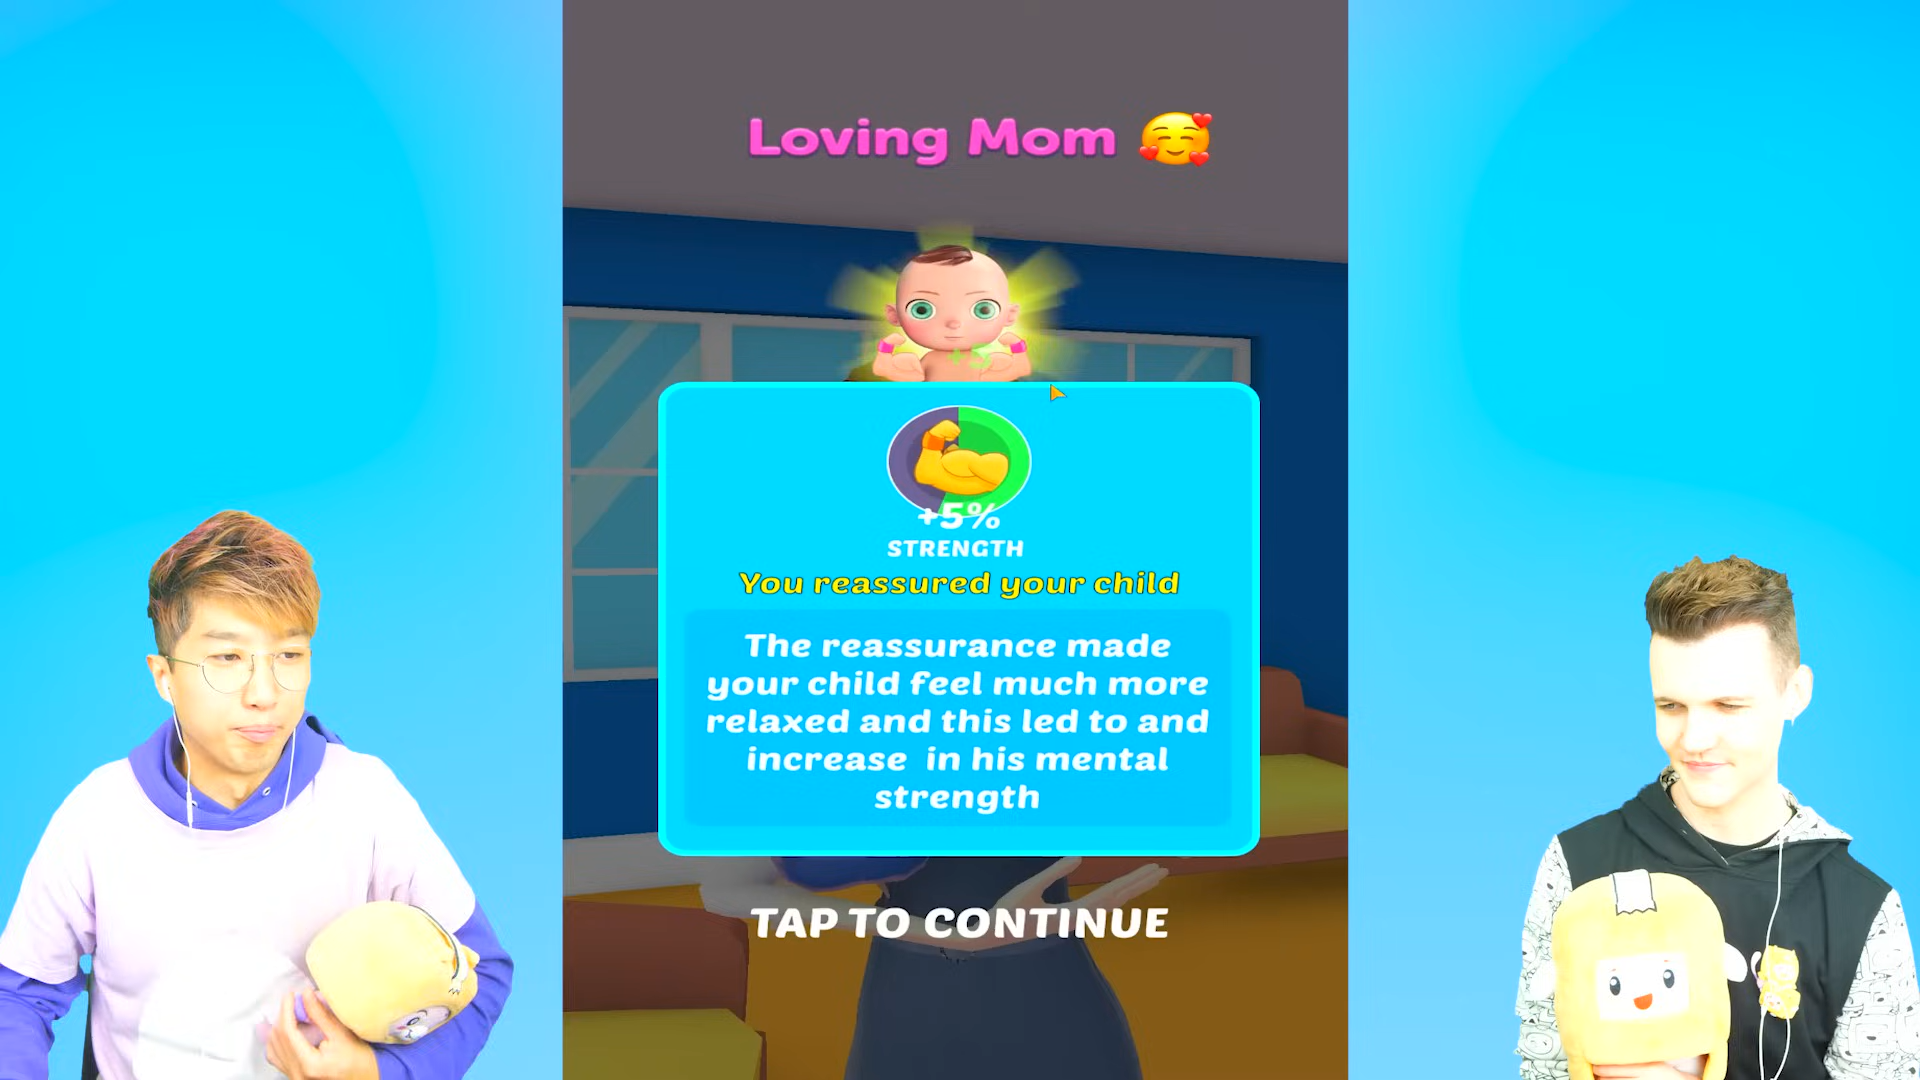 Loving Mom
+5%
STRENGTH
You reassured your child
The reassurance made
your child feel much more
relaxed and this led to and
increase in his mental
strength
TAP TO CONTINUE